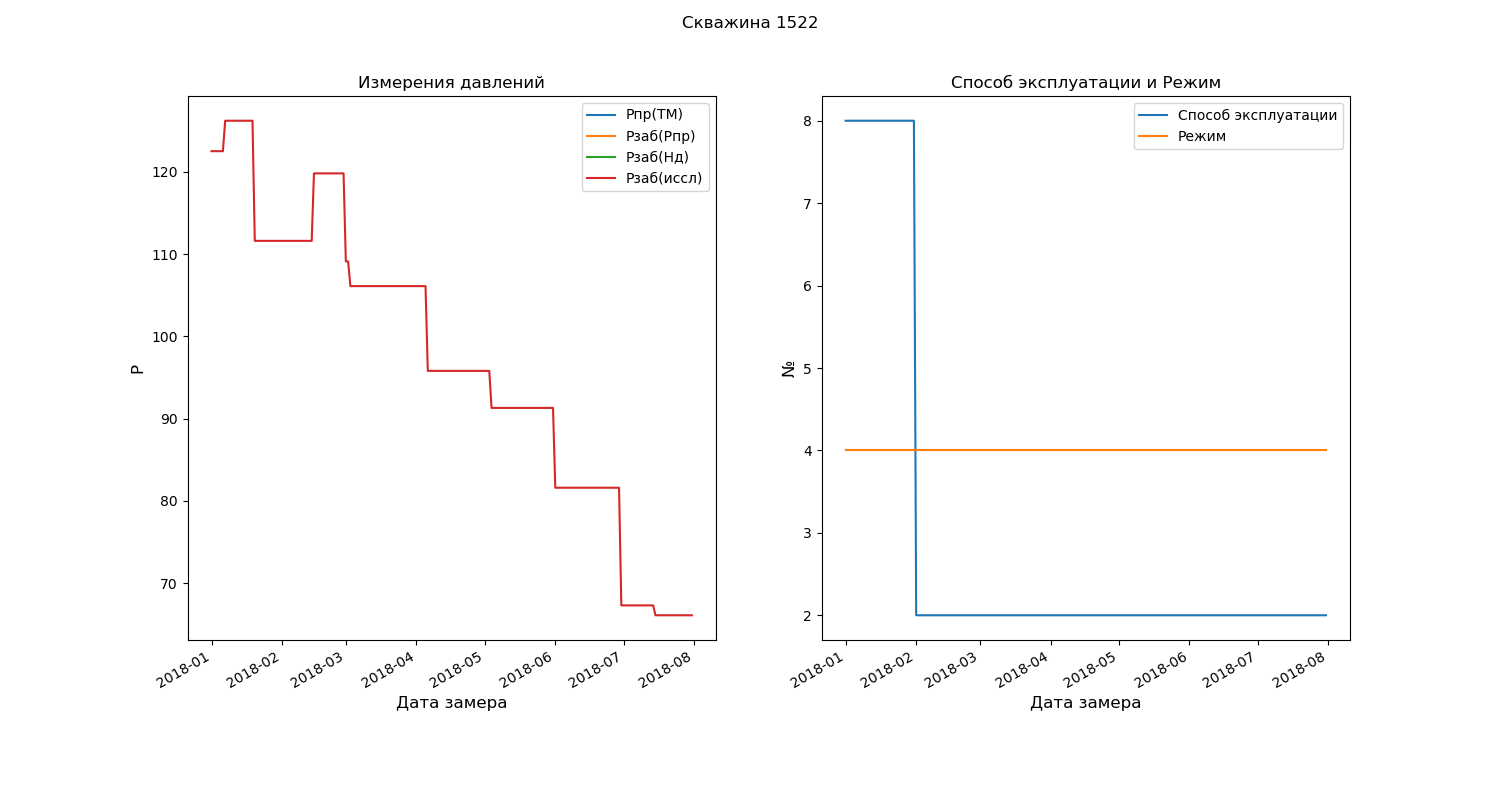 Скважина 1522
Измерения давлений
Рпр(ТМ)
Рзаб(Рпр)
Рзаб(Нд)
Рзаб(иссл)
120
110
100
90
80
70
Р
2018-01
2018-02
2018-03
2018-04
2018-05
2018-06
2018-07
2018-08
Дата замера
Способ эксплуатации и Режим
Способ эксплуатации
Режим
8
7
6
5
4
3
2
№
2018-01
2018-02
2018-03
2018-04
2018-05
2018-06
2018-07
2018-08
Дата замера